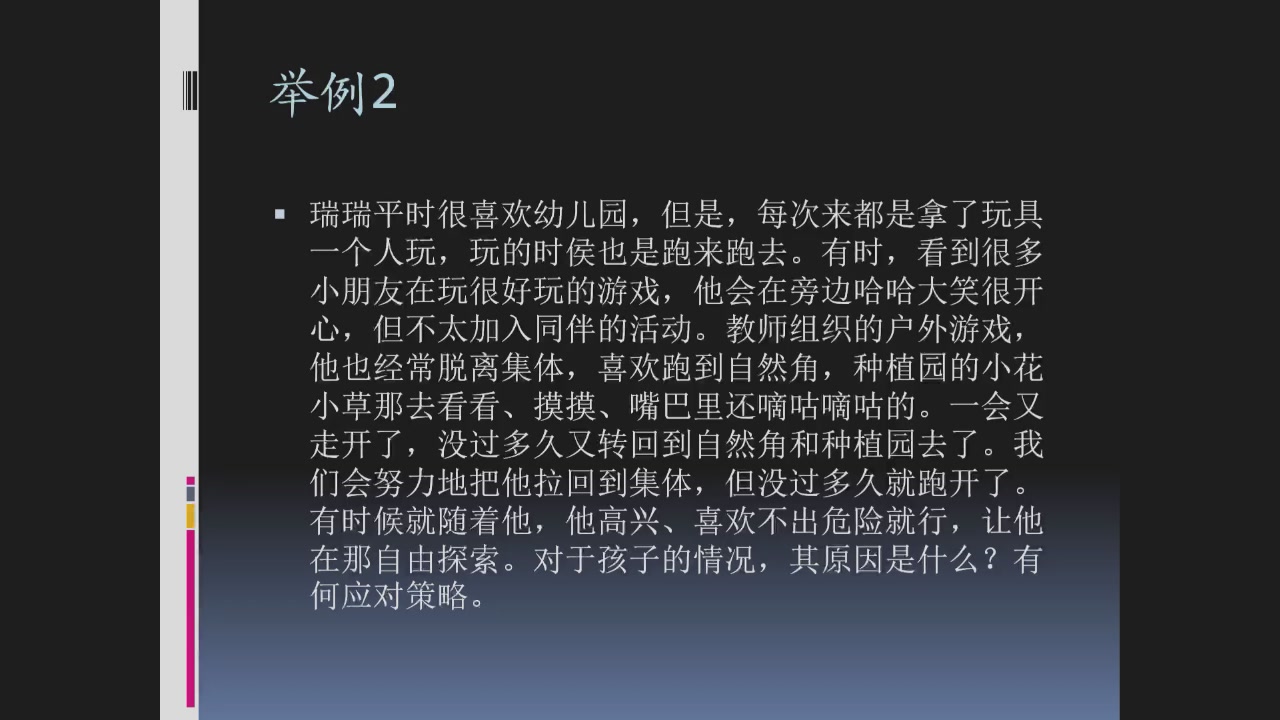 举例2
▪ 瑞瑞平时很喜欢幼儿园，但是，每次来都是拿了玩具
一个人玩，玩的时侯也是跑来跑去。有时，看到很多
小朋友在玩很好玩的游戏，他会在旁边哈哈大笑很开
心，但不太加入同伴的活动。教师组织的户外游戏，
他也经常脱离集体，喜欢跑到自然角，种植园的小花
小草那去看看、摸摸、嘴巴里还嘀咕嘀咕的。一会又
走开了，没过多久又转回到自然角和种植园去了。我
们会努力地把他拉回到集体，但没过多久就跑开了。
有时候就随着他，他高兴、喜欢不出危险就行，让他
在那自由探索。对于孩子的情况，其原因是什么？有
何应对策略。